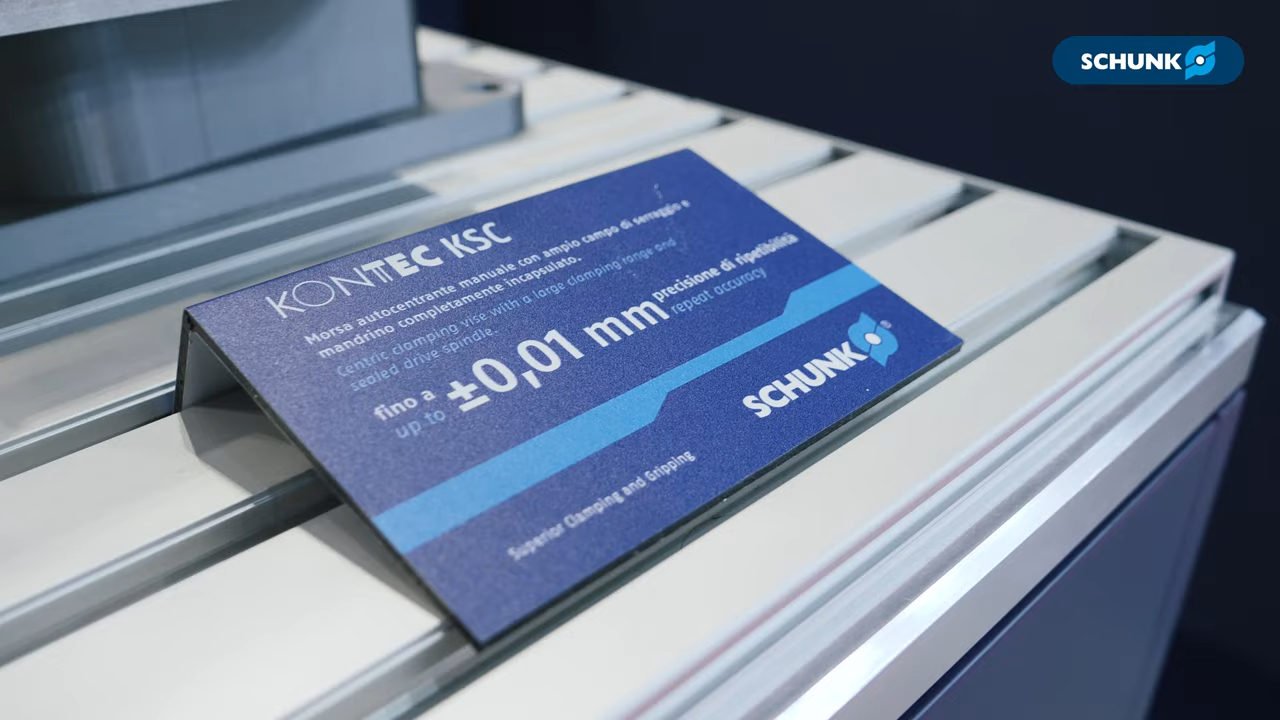 SCHUNK
KONTEC KSC
Morsa autocentrante manuale con ampio campo di serraggio e
mandrino completamente incapsulato.
Centric clamping vise with a large clamping range and
sealed drive spindle.
fino a ±0,01 mm precisione di ripetibilità
up to repeat accuracy
SCHUNK ®
Superior Clamping and Gripping